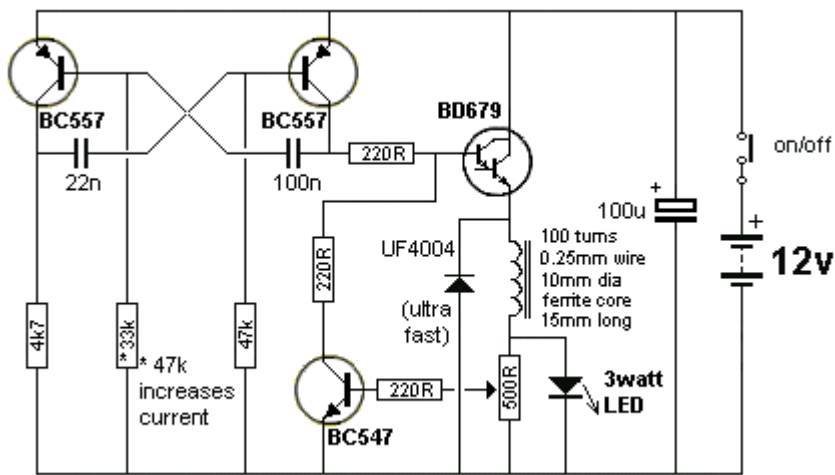 BC557
BC557
BD679
22n
100n
220R
on/off
+
100u
+
12v
UF4004
(ultra
fast)
100 turns
0.25mm wire
10mm dia
ferrite core
15mm long
220R
4k7
*33k
47k
* 47k
increases
current
220R
500R
3watt
LED
BC547